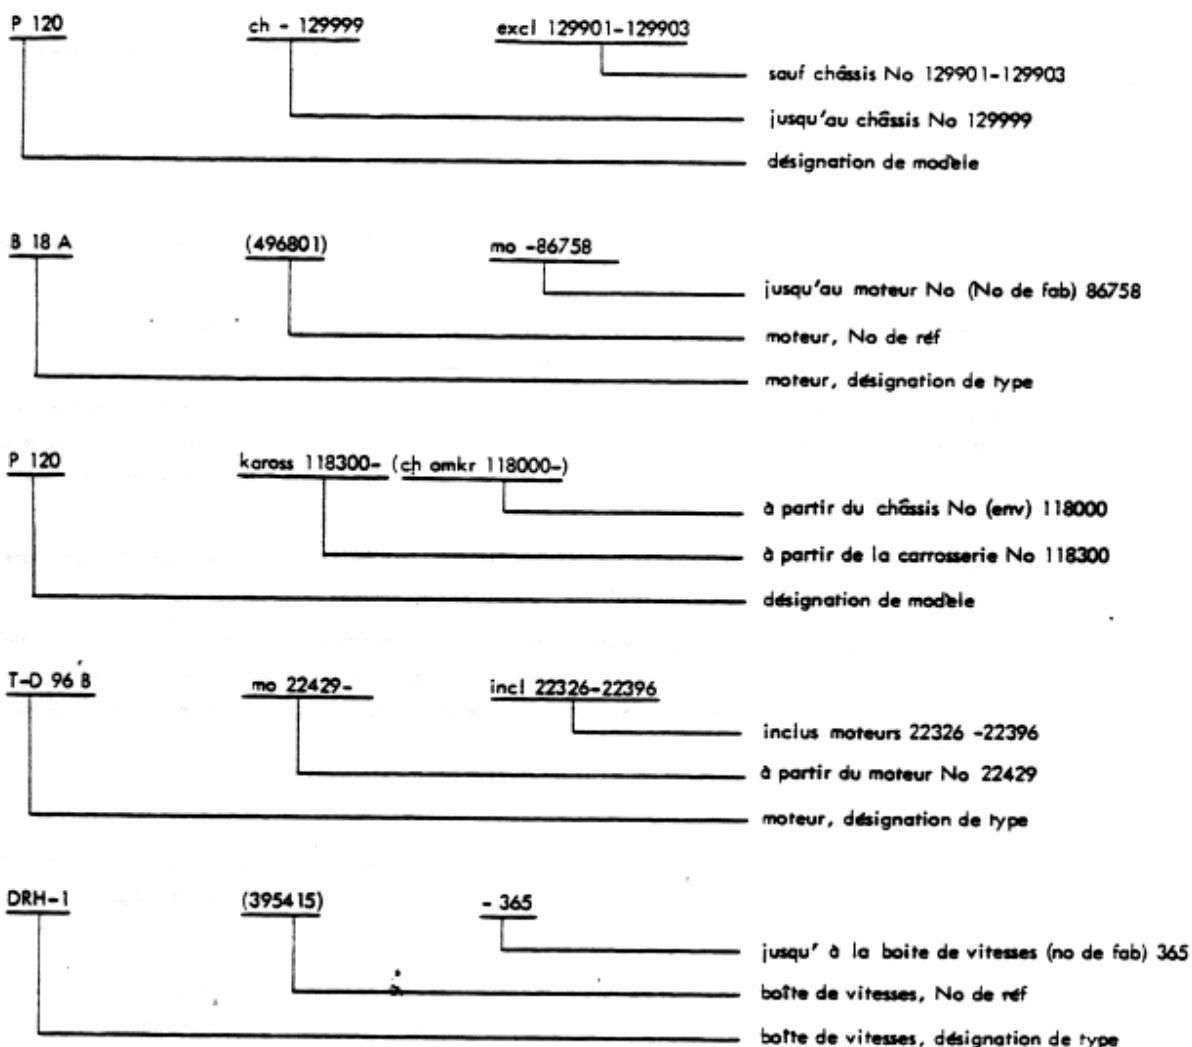 P 120 ch - 129999 excl 129901-129903
sauf châssis No 129901-129903
jusqu'au châssis No 129999
désignation de modèle
B 18 A (496801) mo -86758
jusqu'au moteur No (No de fab) 86758
moteur, No de réf
moteur, désignation de type
P 120 kaross 118300- (ch omkr 118000-)
à partir du châssis No (env) 118000
à partir de la carrosserie No 118300
désignation de modèle
T-D 96 B mo 22429- incl 22326-22396
inclus moteurs 22326 -22396
à partir du moteur No 22429
moteur, désignation de type
DRH-1 (395415) - 365
jusqu' à la boite de vitesses (no de fab) 365
boîte de vitesses, No de réf
boîte de vitesses, désignation de type